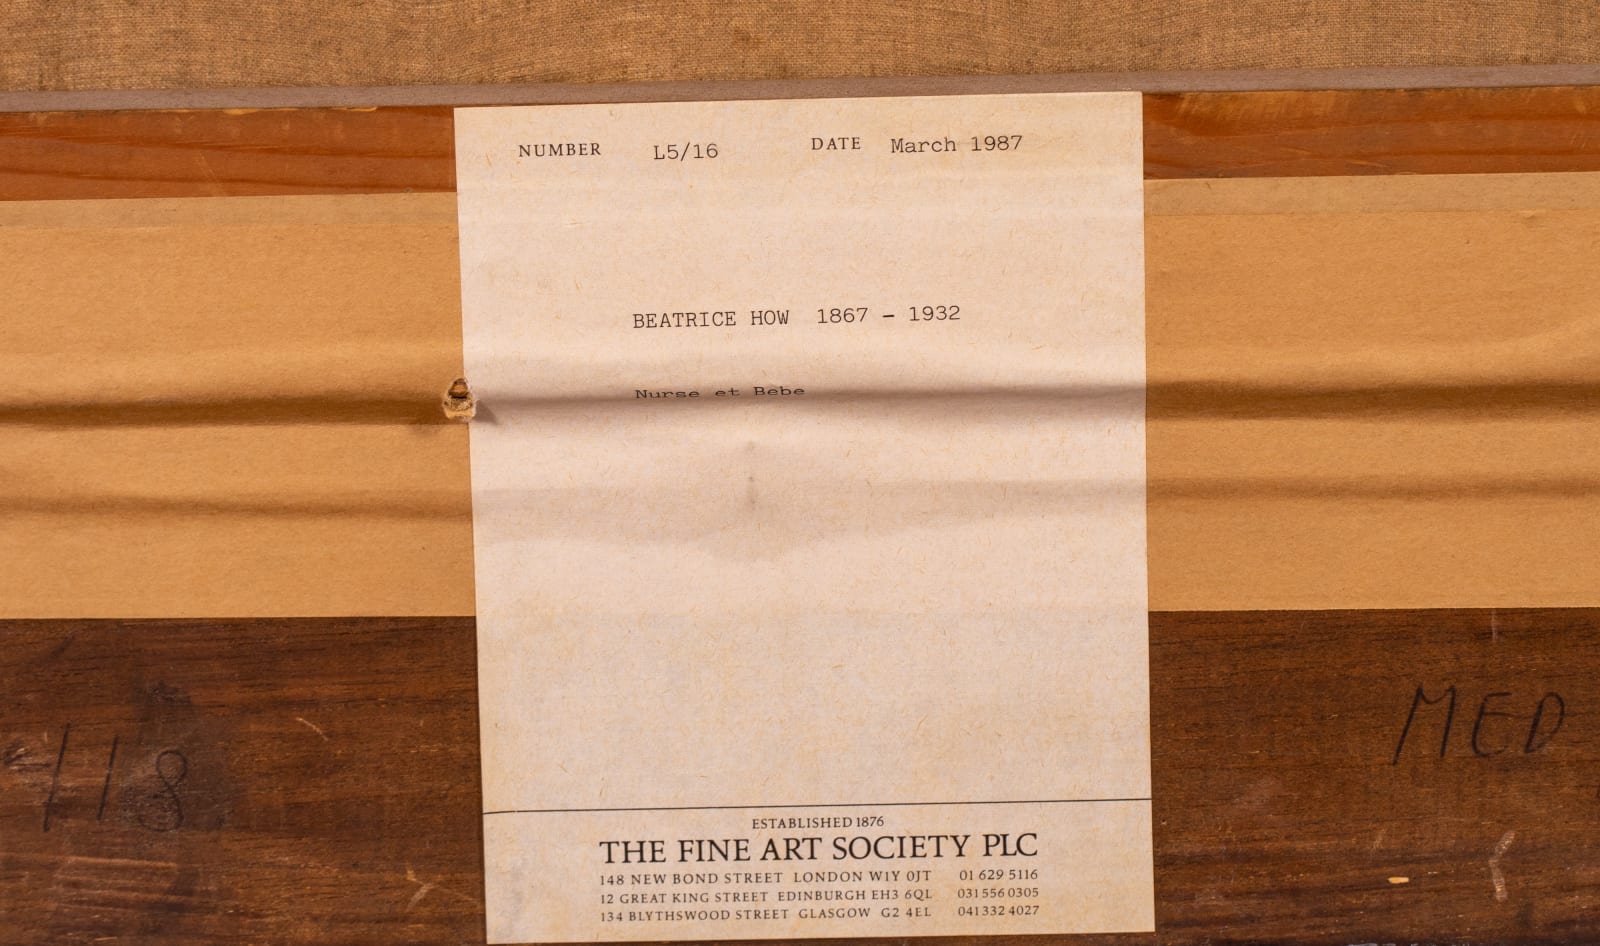 NUMBER L5/16 DATE March 1987
BEATRICE HOW 1867 - 1932
Nurse et Bebe
118
MED
ESTABLISHED 1876
THE FINE ART SOCIETY PLC
148 NEW BOND STREET LONDON W1Y 0JT 01 629 5116
12 GREAT KING STREET EDINBURGH EH3 6QL 031 556 0305
134 BLYTHSWOOD STREET GLASGOW G2 4EL 041 332 4027